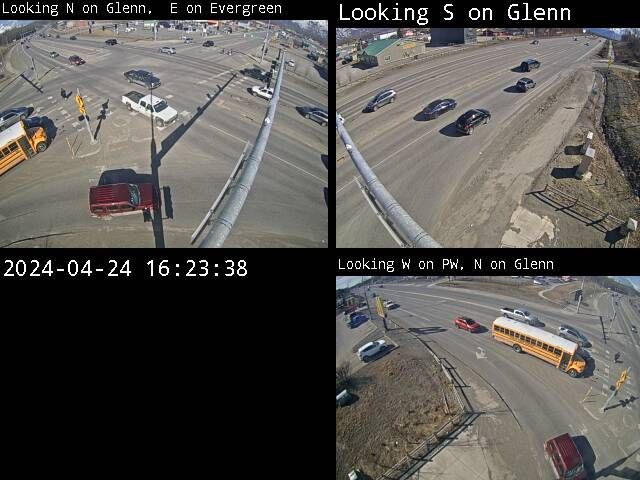 Looking N on Glenn,  E on Evergreen
Looking S on Glenn
2024-04-24 16:23:38
Looking W on PW, N on Glenn